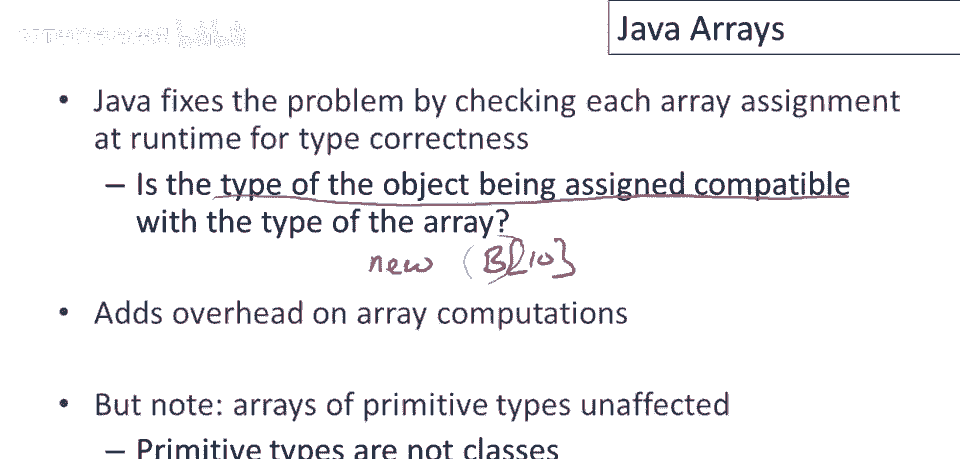 Java Arrays
• Java fixes the problem by checking each array assignment
at runtime for type correctness
– Is the type of the object being assigned compatible
with the type of the array?
new (B[10]
• Adds overhead on array computations
• But note: arrays of primitive types unaffected
– Primitive types are not classes